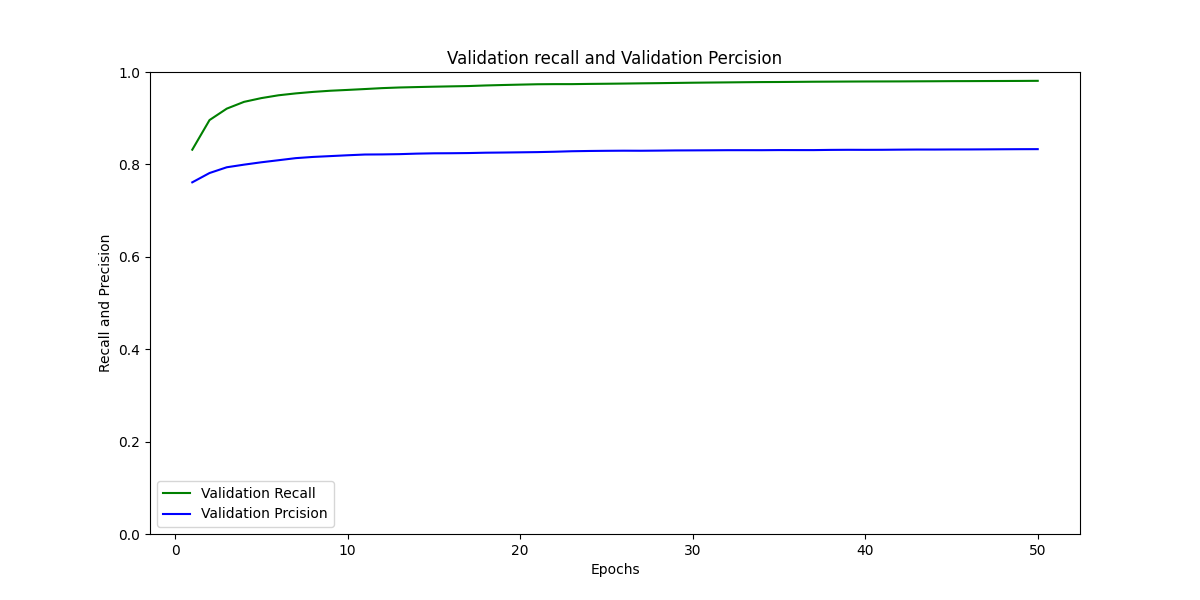 Validation recall and Validation Percision
1.0
0.8
0.6
0.4
0.2
0.0
Recall and Precision
Validation Recall
Validation Prcision
0 10 20 30 40 50
Epochs